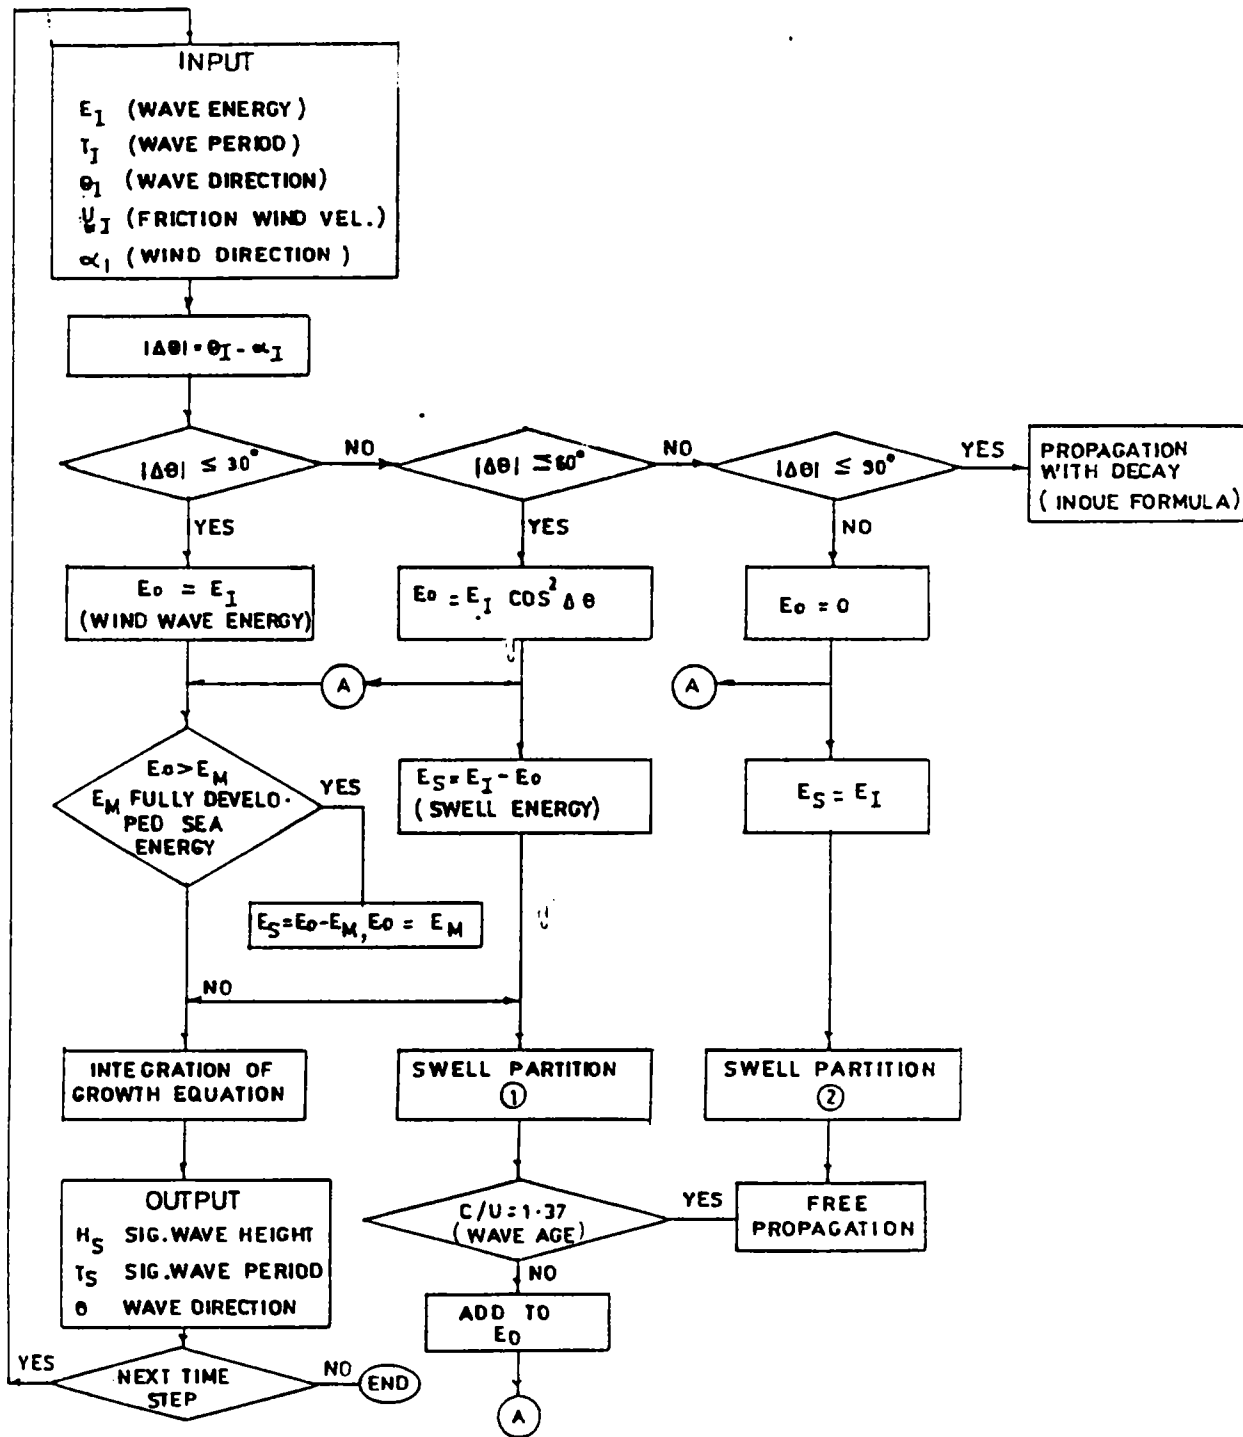 INPUT
E_I (WAVE ENERGY)
T_I (WAVE PERIOD)
θ_I (WAVE DIRECTION)
U_I (FRICTION WIND VEL.)
α_I (WIND DIRECTION)
|Δθ| = θ_I - α_I
|Δθ| ≤ 30°
NO
|Δθ| ≤ 60°
NO
|Δθ| ≤ 90°
YES
PROPAGATION
WITH DECAY
(INOUE FORMULA)
YES
YES
NO
Eo = E_I
(WIND WAVE ENERGY)
Eo = E_I COS² Δθ
Eo = 0
A
A
Eo > E_M
E_M FULLY DEVELO-
PED SEA
ENERGY
YES
E_S = E_I - Eo
(SWELL ENERGY)
E_S = E_I
E_S = Eo - E_M, Eo = E_M
NO
INTEGRATION OF
GROWTH EQUATION
SWELL PARTITION
①
SWELL PARTITION
②
OUTPUT
H_S SIG.WAVE HEIGHT
T_S SIG.WAVE PERIOD
θ WAVE DIRECTION
C/U = 1·37
(WAVE AGE)
YES
FREE
PROPAGATION
NO
ADD TO
E_O
YES
NEXT TIME
STEP
NO
END
A